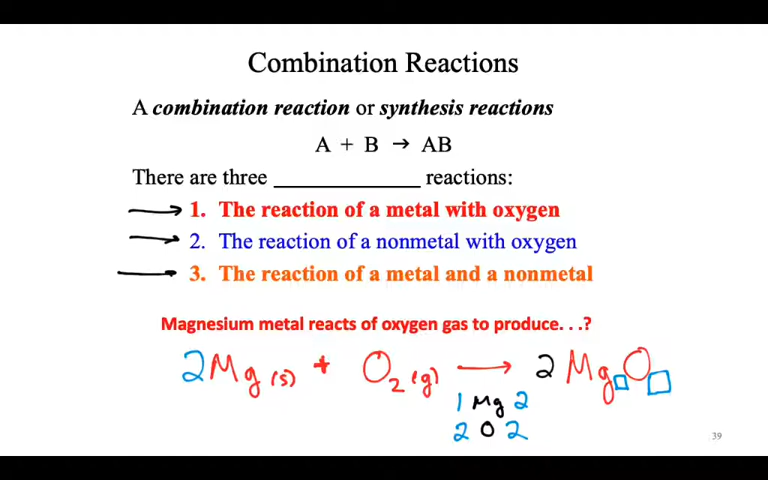 Combination Reactions
A combination reaction or synthesis reactions
A + B → AB
There are three ______________ reactions:
1. The reaction of a metal with oxygen
2. The reaction of a nonmetal with oxygen
3. The reaction of a metal and a nonmetal
Magnesium metal reacts of oxygen gas to produce. . .?
2Mg(s) + O₂(g) → 2Mg□O□
1 Mg 2
2 O 2
39